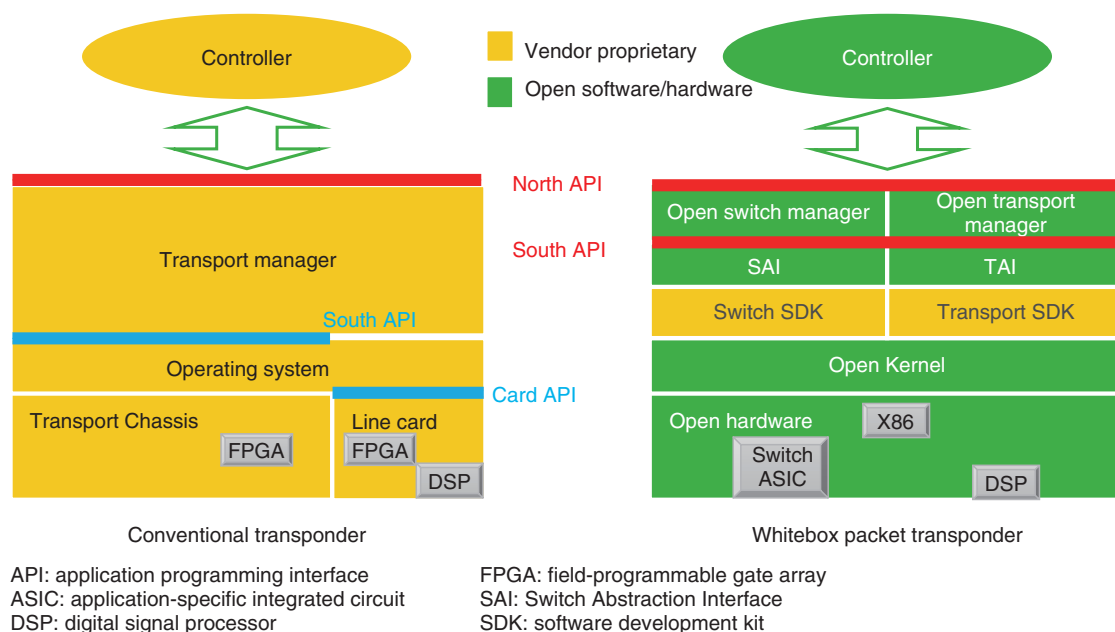 Controller
Vendor proprietary
Open software/hardware
Controller
North API
South API
Transport manager
South API
Operating system
Card API
Transport Chassis
FPGA
Line card
FPGA
DSP
Open switch manager
Open transport
manager
SAI
TAI
Switch SDK
Transport SDK
Open Kernel
Open hardware
X86
Switch
ASIC
DSP
Conventional transponder
Whitebox packet transponder
API: application programming interface
ASIC: application-specific integrated circuit
DSP: digital signal processor
FPGA: field-programmable gate array
SAI: Switch Abstraction Interface
SDK: software development kit